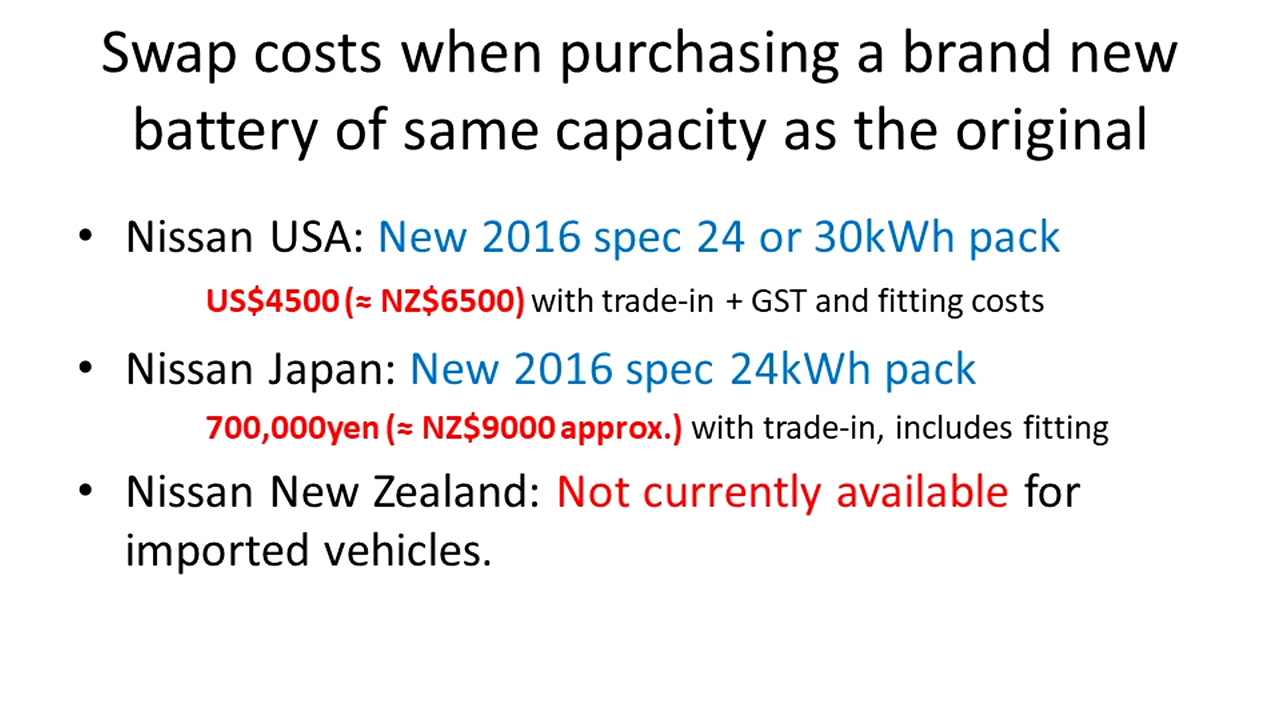 Swap costs when purchasing a brand new
battery of same capacity as the original
• Nissan USA: New 2016 spec 24 or 30kWh pack
US$4500 (≈ NZ$6500) with trade-in + GST and fitting costs
• Nissan Japan: New 2016 spec 24kWh pack
700,000yen (≈ NZ$9000 approx.) with trade-in, includes fitting
• Nissan New Zealand: Not currently available for
imported vehicles.